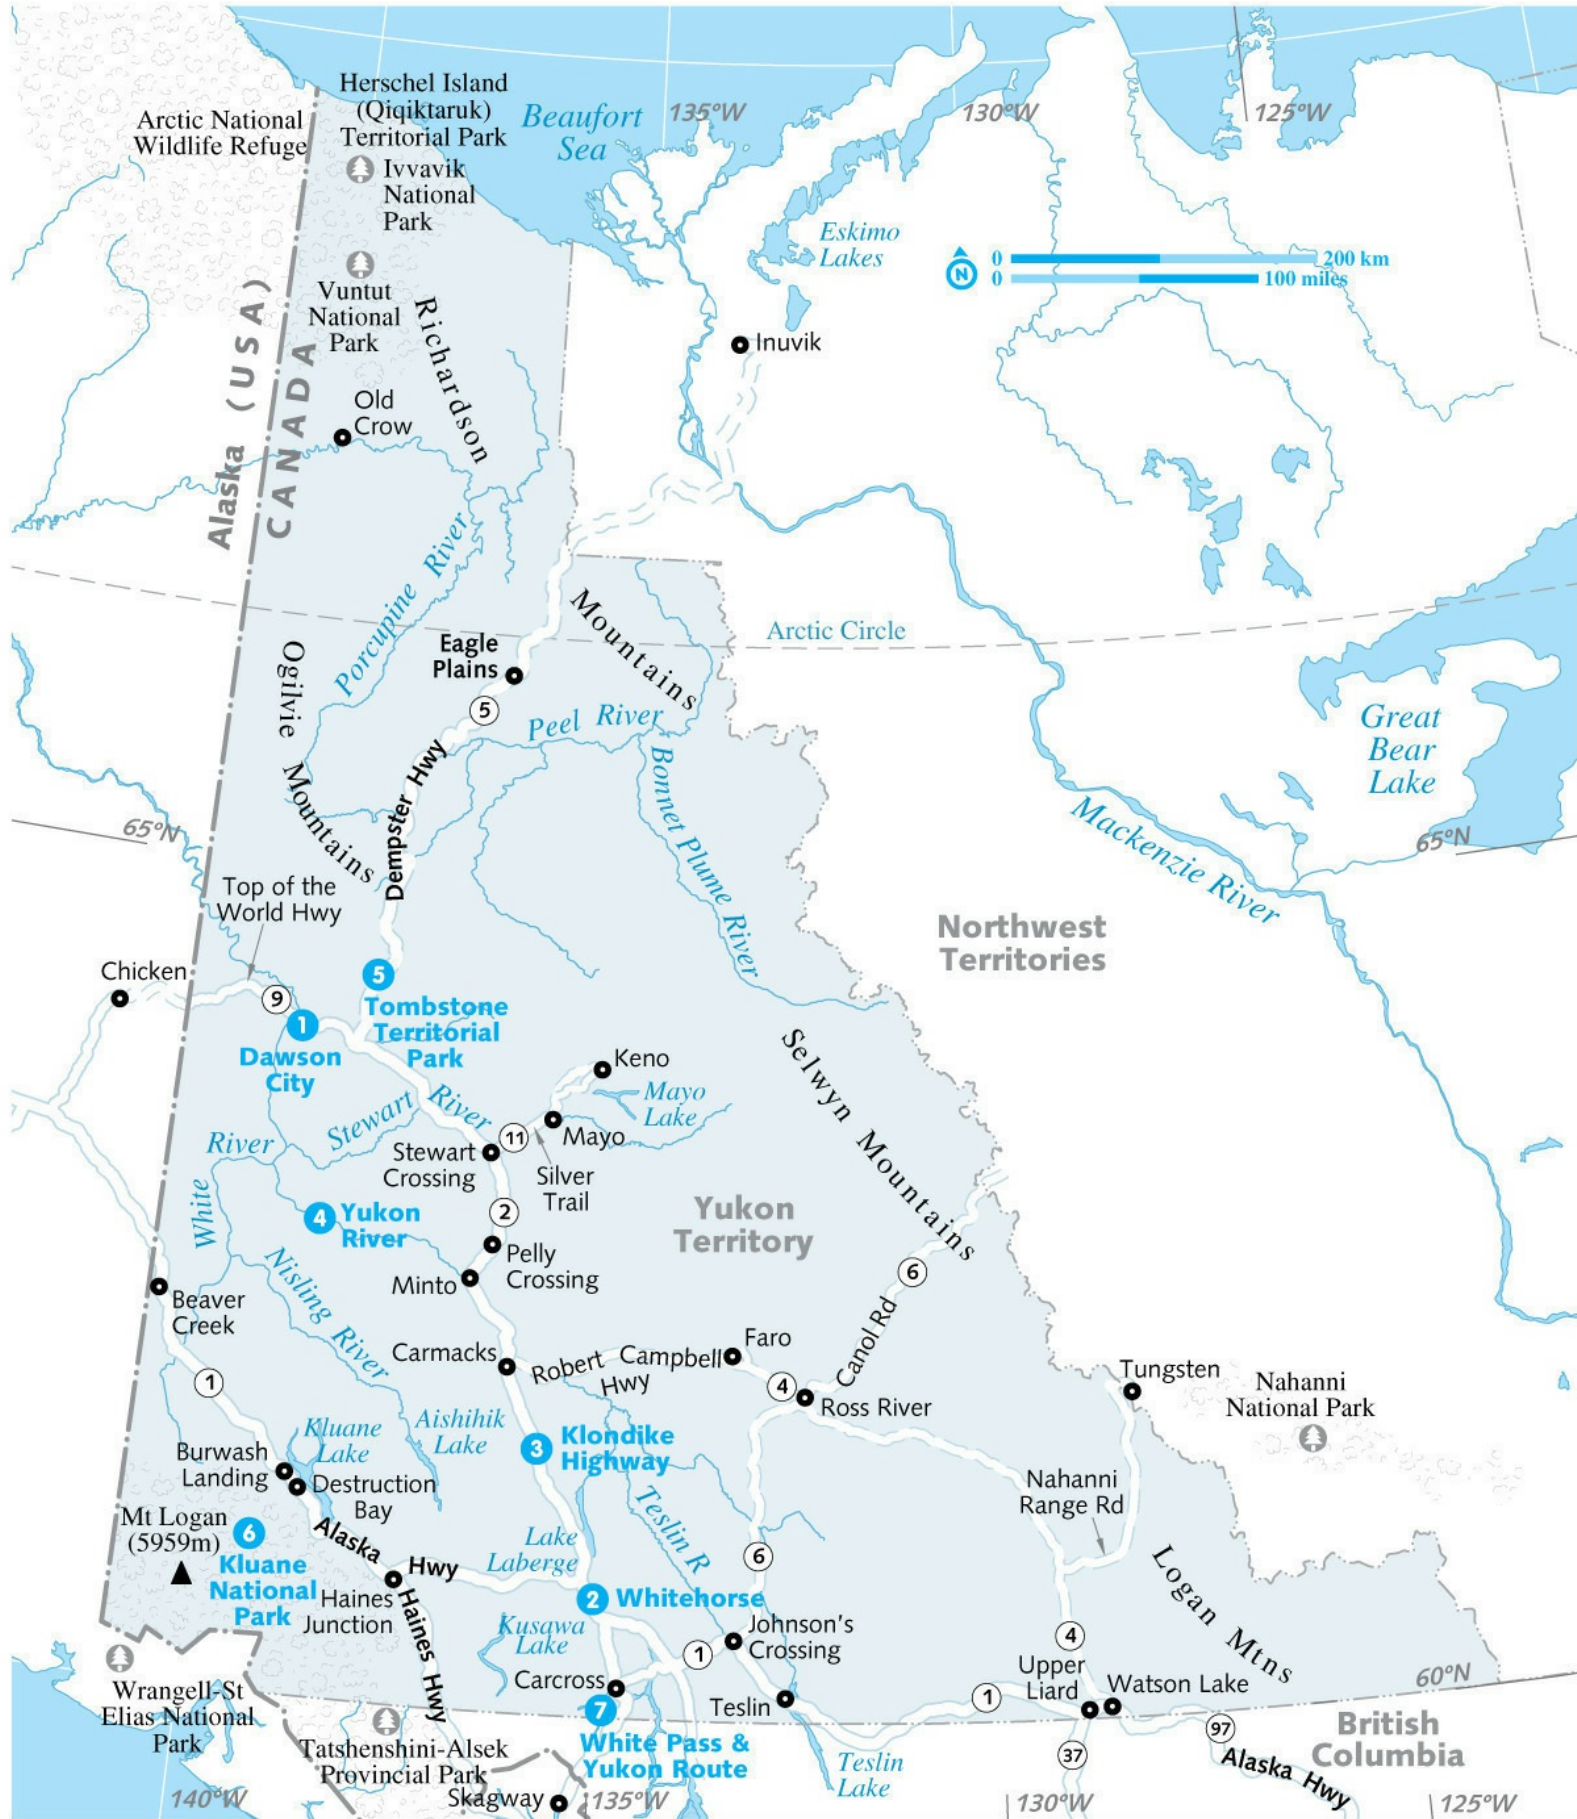 Herschel Island
(Qiqiktaruk)
Territorial Park
Arctic National
Wildlife Refuge
Beaufort
Sea
135°W
130°W
125°W
Ivvavik
National
Park
Eskimo
Lakes
0
200 km
N
0
100 miles
Vuntut
National
Park
Richardson
Inuvik
Alaska (USA)
CANADA
Old
Crow
Porcupine River
Arctic Circle
Mountains
Eagle
Plains
Ogilvie
Mountains
5
Peel River
Great
Bear
Lake
Dempster Hwy
Bonnet Plume River
65°N
65°N
Mackenzie River
Top of the
World Hwy
Northwest
Territories
Chicken
9
5
Tombstone
Territorial
Park
1
Dawson
City
Keno
Mayo
Lake
Selwyn Mountains
Stewart River
11
Mayo
River
Stewart
Crossing
Silver
Trail
White
4
Yukon
River
2
Yukon
Territory
Pelly
Crossing
Nisling River
Minto
6
Beaver
Creek
Canol Rd
Faro
Carmacks
Robert Campbell
Hwy
4
1
Ross River
Tungsten
Nahanni
National Park
Kluane
Lake
Aishihik
Lake
3
Klondike
Highway
Burwash
Landing
Destruction
Bay
Nahanni
Range Rd
Teslin R
Mt Logan
(5959m)
6
Kluane
National
Park
Alaska Hwy
Lake
Laberge
6
Logan Mtns
Haines
Junction
Haines Hwy
2
Whitehorse
Kusawa
Lake
Johnson's
Crossing
1
4
Upper
Liard
Watson Lake
60°N
Carcross
Teslin
1
Wrangell-St
Elias National
Park
7
White Pass &
Yukon Route
97
British
Columbia
Tatshenshini-Alsek
Provincial Park
Teslin
Lake
37
Alaska Hwy
140°W
Skagway
135°W
130°W
125°W